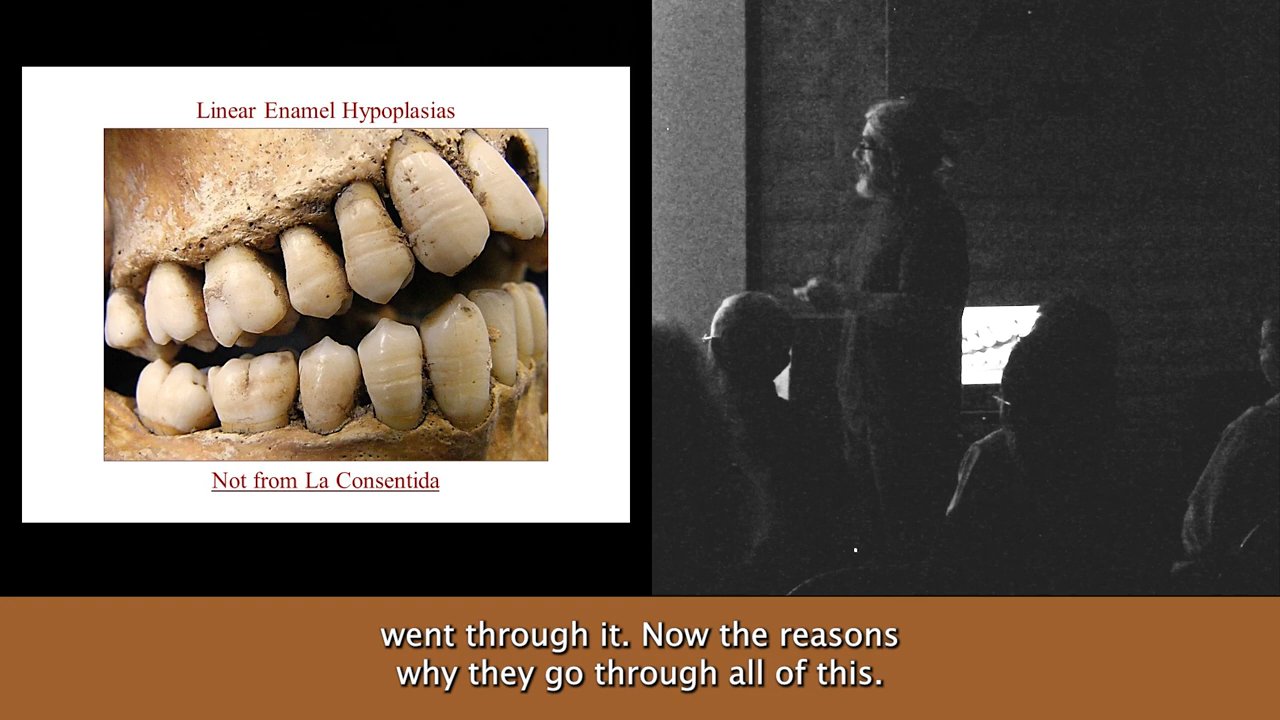 Linear Enamel Hypoplasias
Not from La Consentida
went through it. Now the reasons
why they go through all of this.